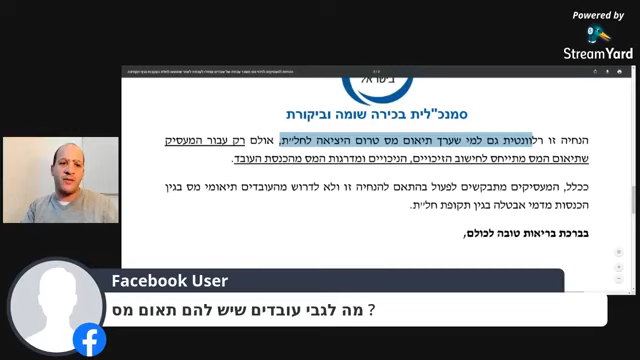 Powered by
StreamYard
בישראל
סמנכ"לית בכירה שומה וביקורת
הנחיה זו רלוונטית גם למי שערך תיאום מס טרום היציאה לחל"ת, אולם רק עבור המעסיק
שתיאום המס מתייחס לחישוב הזיכויים, הניכויים ומדרגות המס מהכנסת העובד.
ככלל, המעסיקים מתבקשים לפעול בהתאם להנחיה זו ולא לדרוש מהעובדים תיאומי מס בגין
הכנסות מדמי אבטלה בגין תקופת חל"ת.
בברכת בריאות טובה לכולם,
Facebook User
מה לגבי עובדים שיש להם תאום מס ?